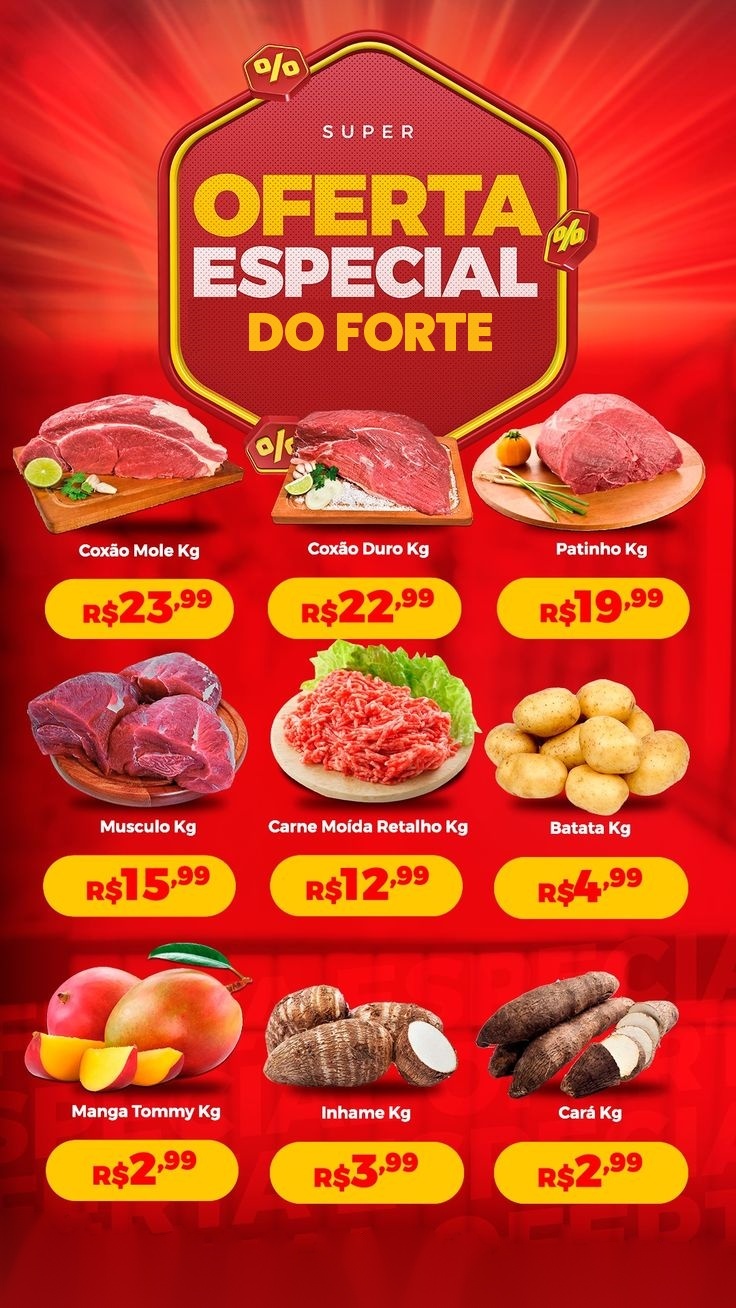 %
SUPER
OFERTA
%
ESPECIAL
DO FORTE
%
Coxão Mole Kg
Coxão Duro Kg
Patinho Kg
R$23,99
R$22,99
R$19,99
Musculo Kg
Carne Moída Retalho Kg
Batata Kg
R$15,99
R$12,99
R$4,99
Manga Tommy Kg
Inhame Kg
Cará Kg
R$2,99
R$3,99
R$2,99